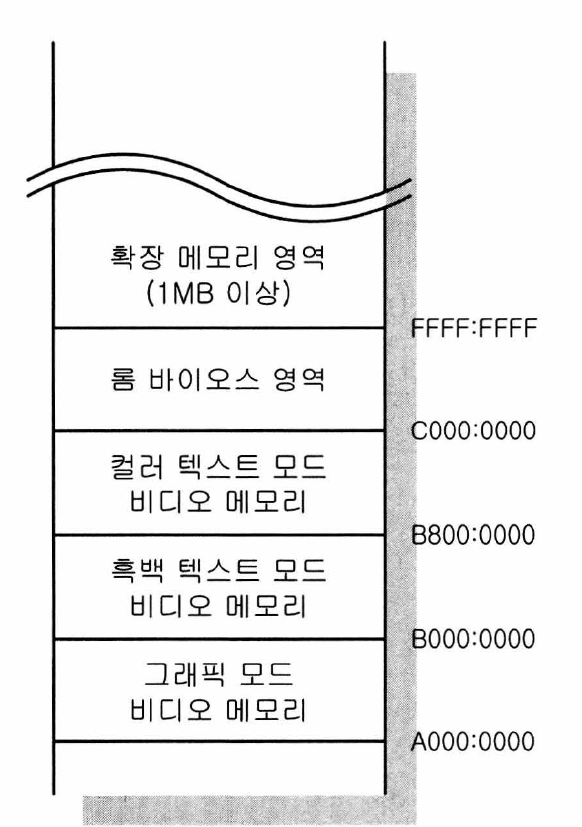 확장 메모리 영역
(1MB 이상)
FFFF:FFFF
롬 바이오스 영역
C000:0000
컬러 텍스트 모드
비디오 메모리
B800:0000
흑백 텍스트 모드
비디오 메모리
B000:0000
그래픽 모드
비디오 메모리
A000:0000